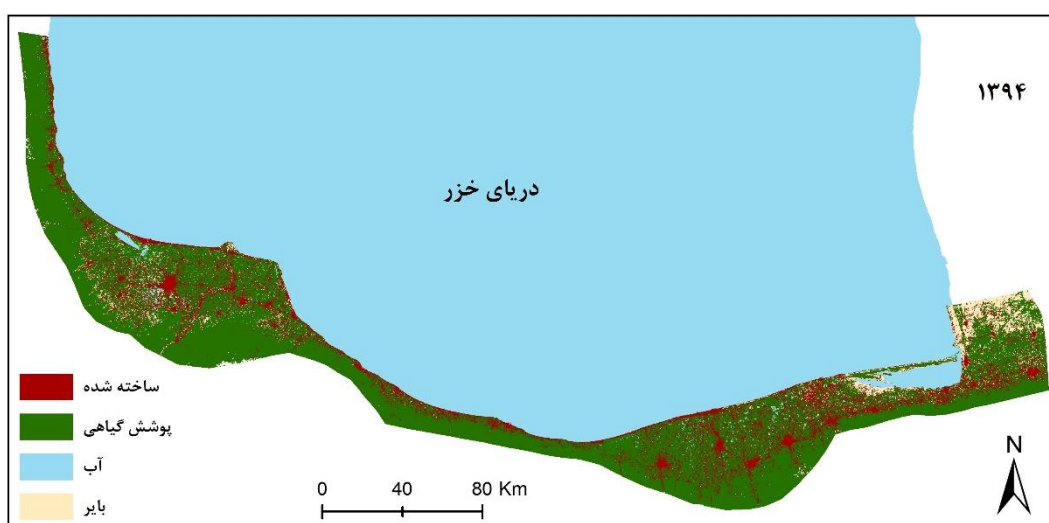 ۱۳۹۴
دریای خزر
ساخته شده
پوشش گیاهی
آب
بایر
0 40 80 Km
N